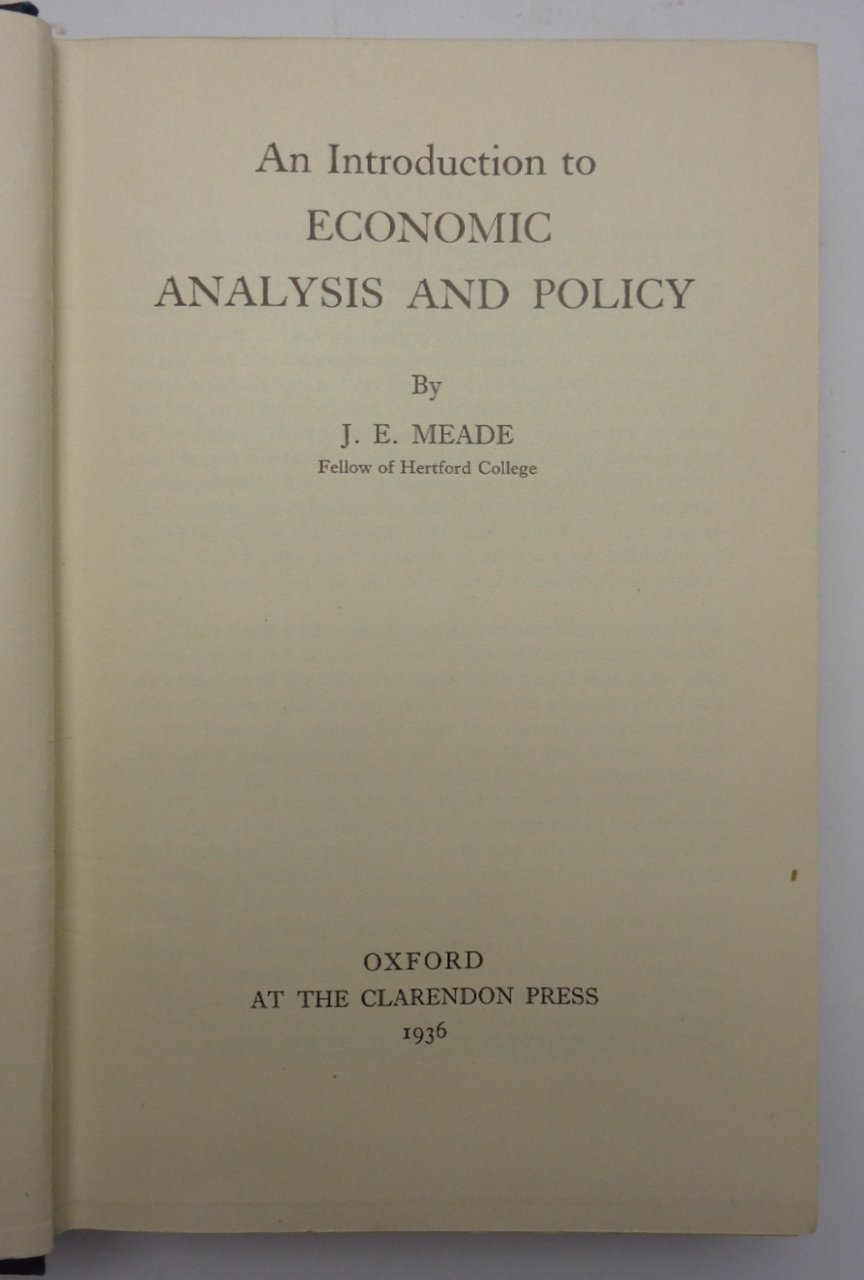 An Introduction to
ECONOMIC
ANALYSIS AND POLICY
By
J. E. MEADE
Fellow of Hertford College
OXFORD
AT THE CLARENDON PRESS
1936